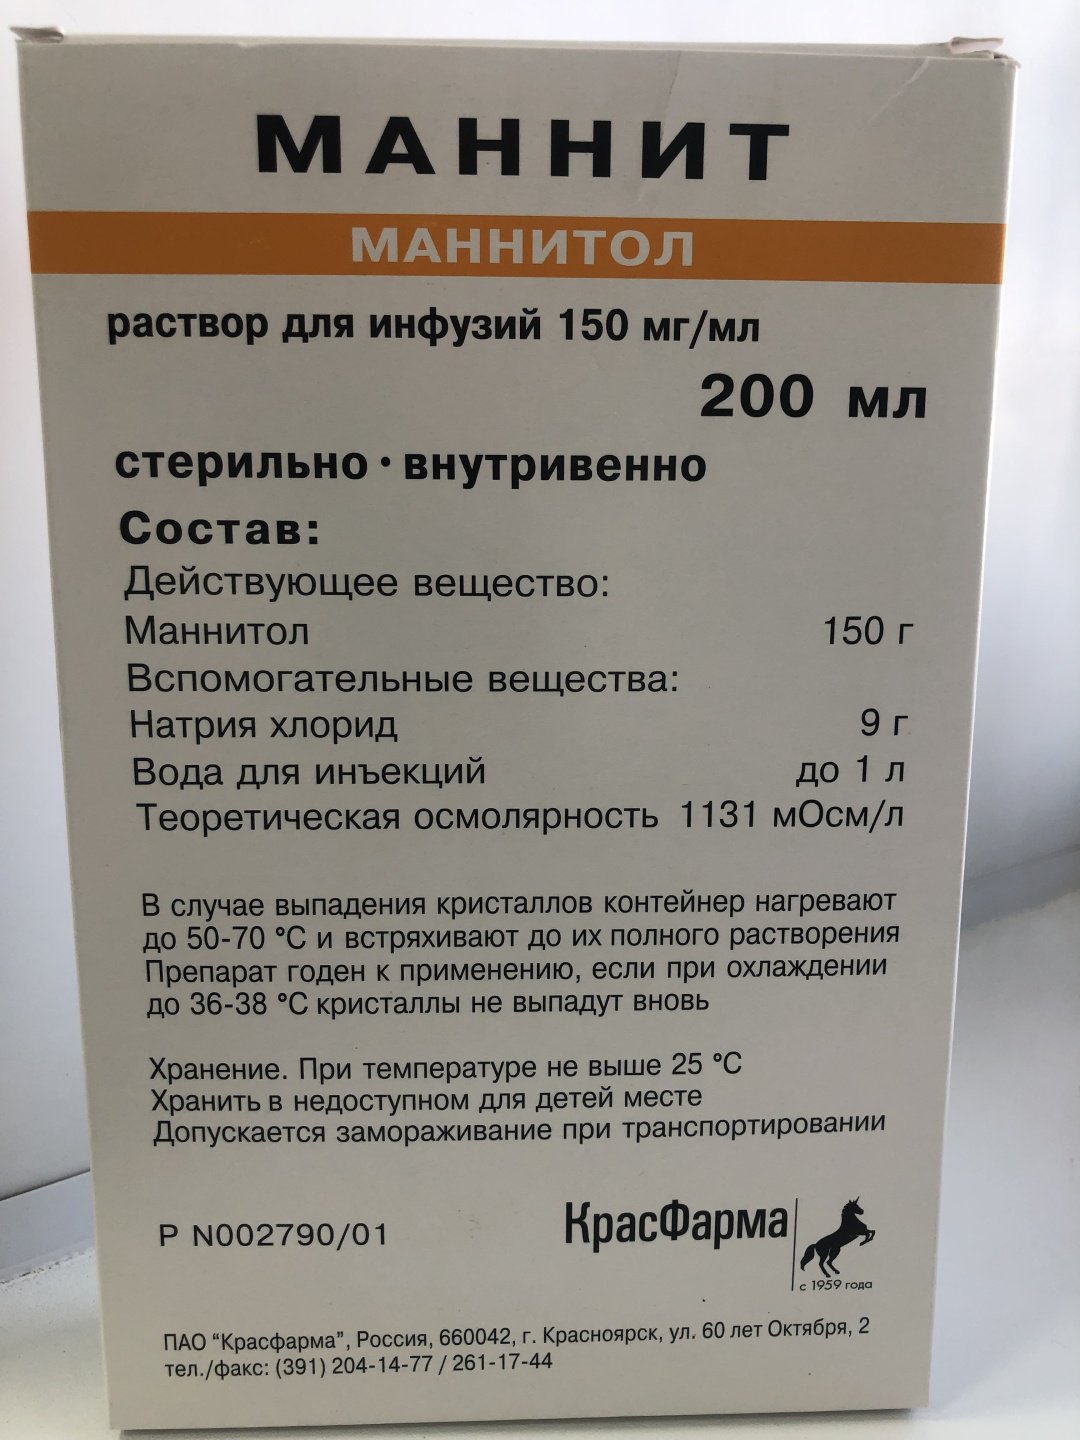 МАННИТ
МАННИТОЛ
раствор для инфузий 150 мг/мл
200 мл
стерильно • внутривенно
Состав:
Действующее вещество:
Маннитол 150 г
Вспомогательные вещества:
Натрия хлорид 9 г
Вода для инъекций до 1 л
Теоретическая осмолярность 1131 мОсм/л
В случае выпадения кристаллов контейнер нагревают
до 50-70 °С и встряхивают до их полного растворения
Препарат годен к применению, если при охлаждении
до 36-38 °С кристаллы не выпадут вновь
Хранение. При температуре не выше 25 °С
Хранить в недоступном для детей месте
Допускается замораживание при транспортировании
Р N002790/01
КрасФарма
с 1959 года
ПАО “Красфарма”, Россия, 660042, г. Красноярск, ул. 60 лет Октября, 2
тел./факс: (391) 204-14-77 / 261-17-44